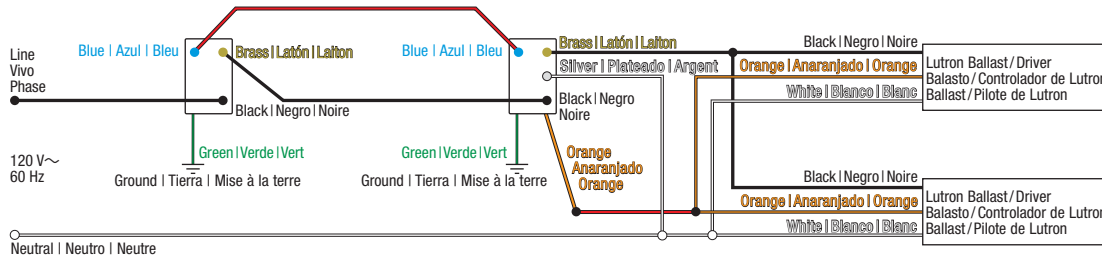 Line
Vivo
Phase
Blue | Azul | Bleu
Brass | Latón | Laiton
Black | Negro | Noire
Green | Verde | Vert
Ground | Tierra | Mise à la terre
120 V~
60 Hz
Neutral | Neutro | Neutre
Blue | Azul | Bleu
Brass | Latón | Laiton
Silver | Plateado | Argent
Black | Negro
Noire
Green | Verde | Vert
Ground | Tierra | Mise à la terre
Orange
Anaranjado
Orange
Black | Negro | Noire
Orange | Anaranjado | Orange
White | Blanco | Blanc
Lutron Ballast / Driver
Balasto / Controlador de Lutron
Ballast / Pilote de Lutron
Black | Negro | Noire
Orange | Anaranjado | Orange
White | Blanco | Blanc
Lutron Ballast / Driver
Balasto / Controlador de Lutron
Ballast / Pilote de Lutron